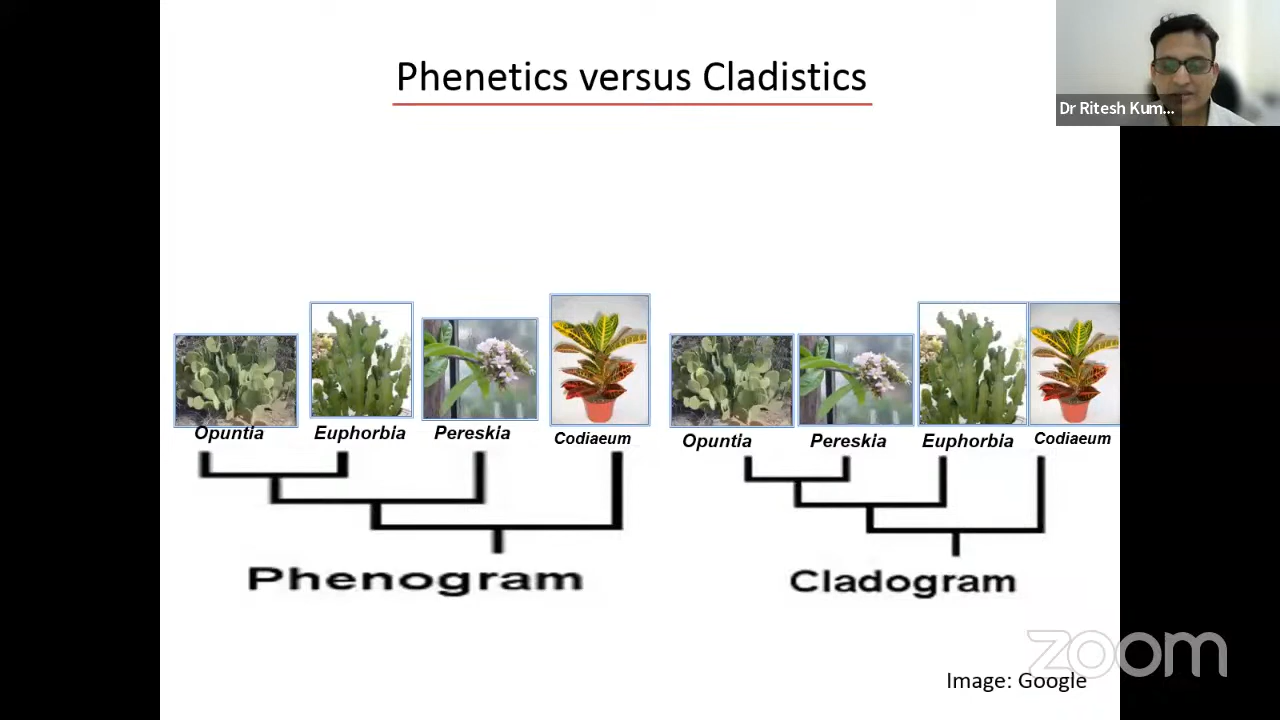 Phenetics versus Cladistics
Dr Ritesh Kum...
Opuntia Euphorbia Pereskia Codiaeum
Opuntia Pereskia Euphorbia Codiaeum
Phenogram
Cladogram
zoom
Image: Google